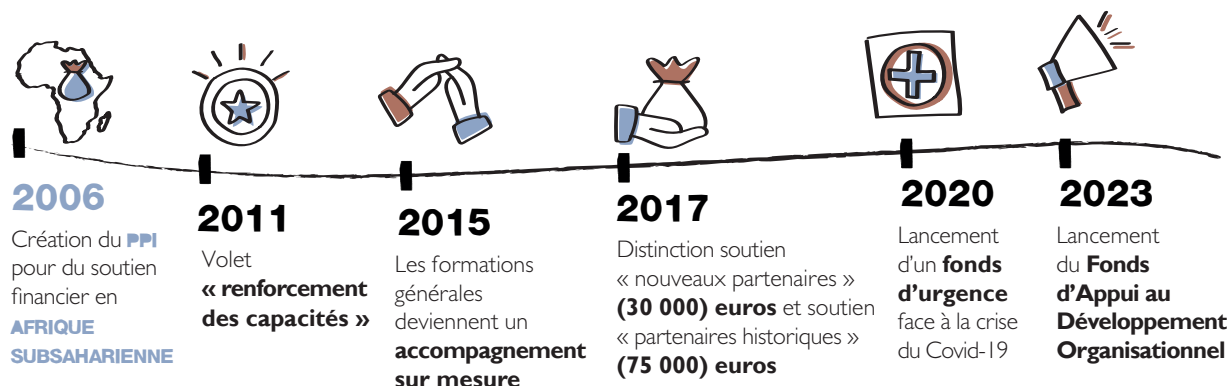 2006
Création du PPI
pour du soutien
financier en
AFRIQUE
SUBSAHARIENNE
2011
Volet
« renforcement
des capacités »
2015
Les formations
générales
deviennent un
accompagnement
sur mesure
2017
Distinction soutien
« nouveaux partenaires »
(30 000) euros et soutien
« partenaires historiques »
(75 000) euros
2020
Lancement
d’un fonds
d’urgence
face à la crise
du Covid-19
2023
Lancement
du Fonds
d’Appui au
Développement
Organisationnel